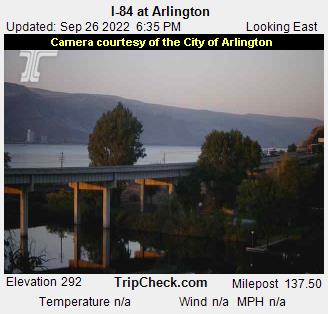 I-84 at Arlington
Updated: Sep 26 2022 6:35 PM Looking East
Camera courtesy of the City of Arlington
Elevation 292 TripCheck.com Milepost 137.50
Temperature n/a Wind n/a MPH n/a